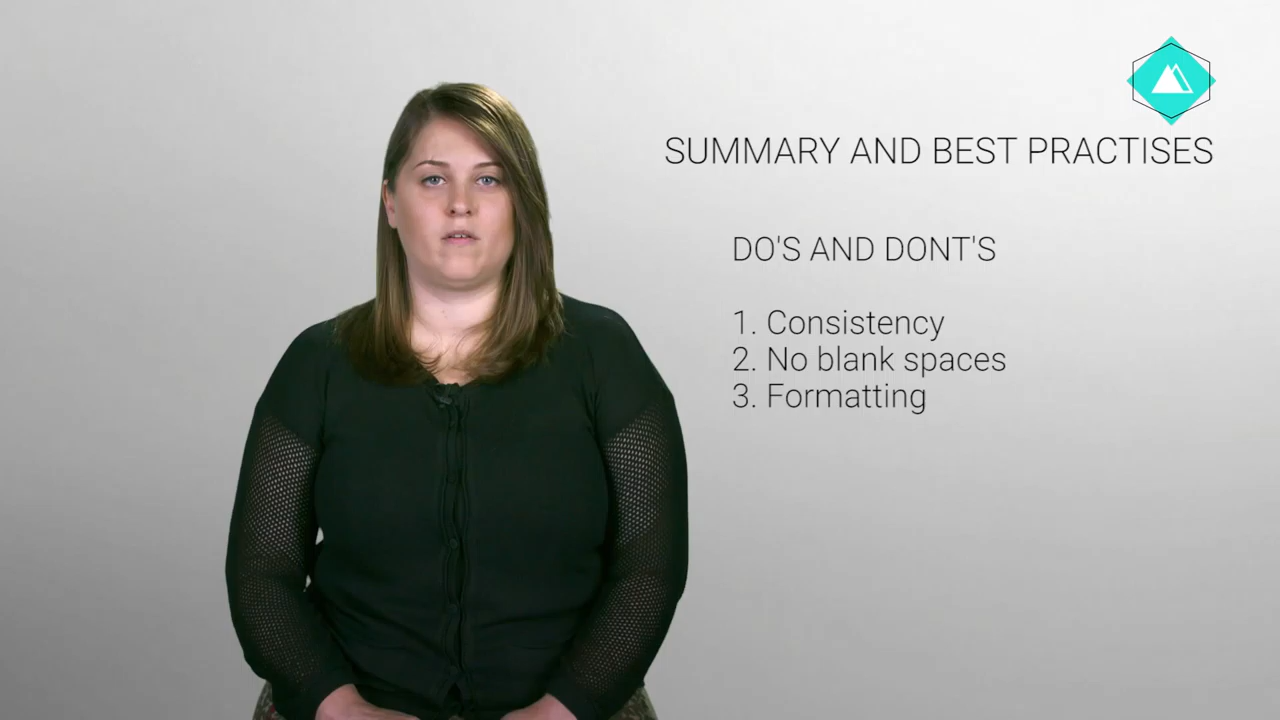 SUMMARY AND BEST PRACTISES
DO'S AND DONT'S
1. Consistency
2. No blank spaces
3. Formatting